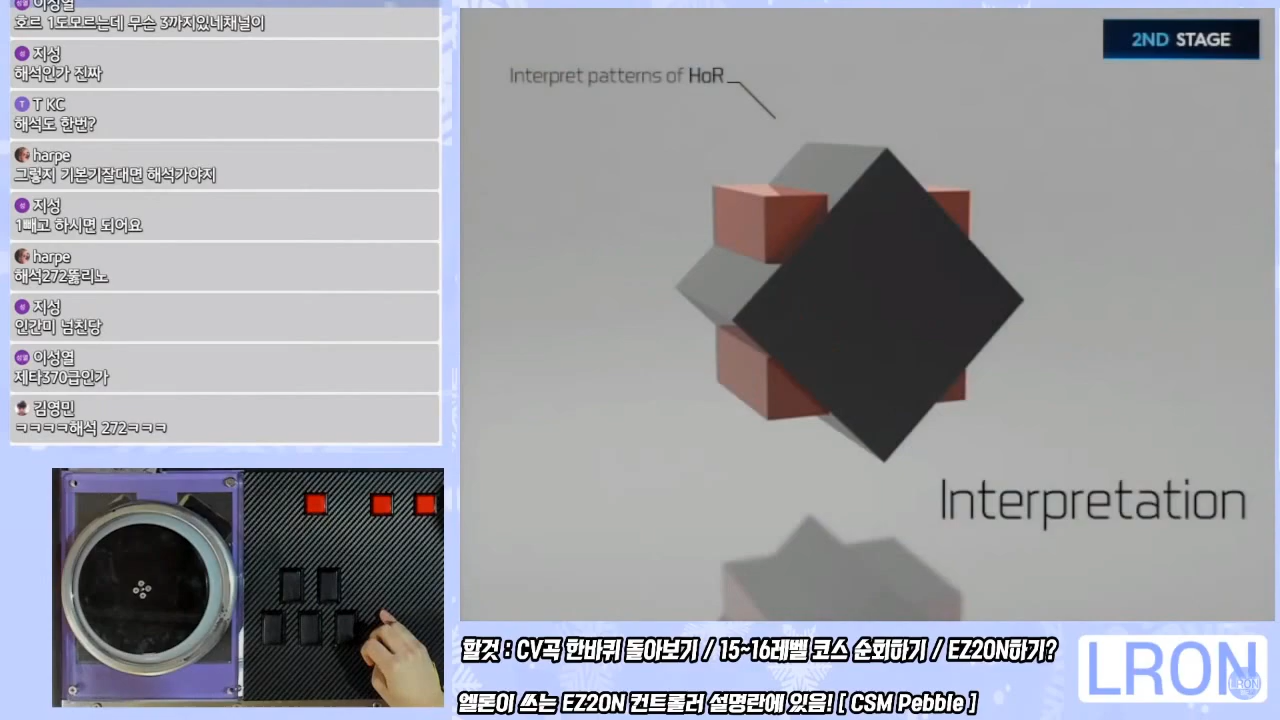 이성열
호르 1도모르는데 무슨 3까지있네채널이
지성
해석인가 진짜
T KC
해석도 한번?
harpe
그렇지 기본기잘대면 해석가야지
지성
1빼고 하시면 되어요
harpe
해석272뚫리노
지성
인간미 넘친당
이성열
제타370금인가
김영민
ㅋㅋㅋㅋ해석 272ㅋㅋㅋ
2ND STAGE
Interpret patterns of HoR
Interpretation
할것 : CV곡 한바퀴 돌아보기 / 15~16레벨 코스 순회하기 / EZ2ON하기?
엘론이 쓰는 EZ2ON 컨트롤러 설명란에 있음! [ CSM Pebble ]
LRON
LRON